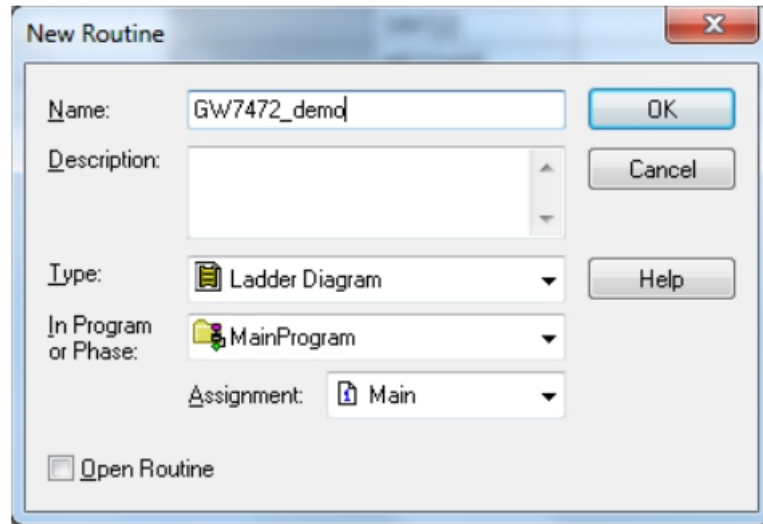 New Routine
Name: GW7472_demo OK
Description: Cancel
Type: Ladder Diagram Help
In Program
or Phase: MainProgram
Assignment: Main
Open Routine